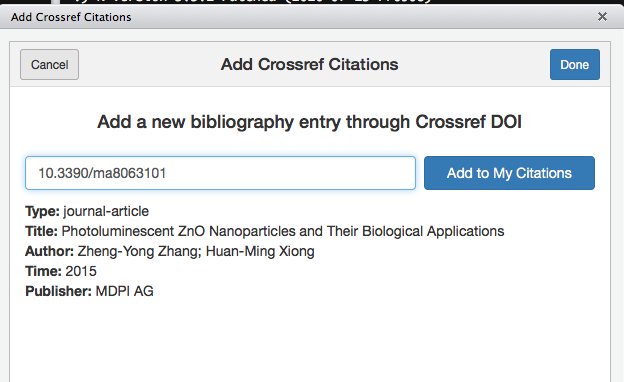 Add Crossref Citations
Cancel
Add Crossref Citations
Done
Add a new bibliography entry through Crossref DOI
10.3390/ma8063101
Add to My Citations
Type: journal-article
Title: Photoluminescent ZnO Nanoparticles and Their Biological Applications
Author: Zheng-Yong Zhang; Huan-Ming Xiong
Time: 2015
Publisher: MDPI AG